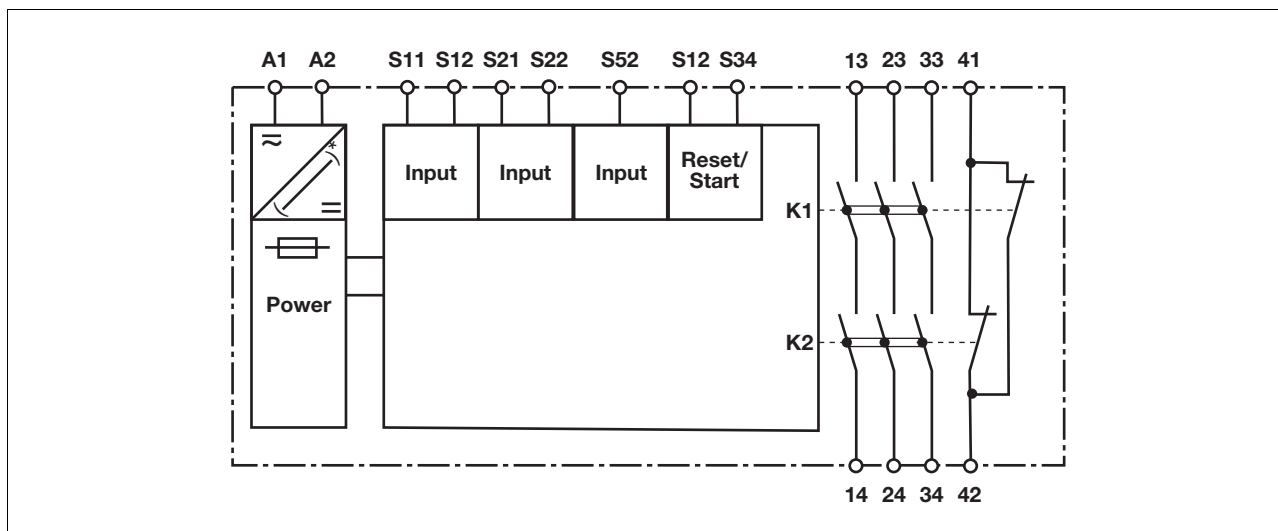 A1 A2 S11 S12 S21 S22 S52 S12 S34 13 23 33 41
*
Input Input Input Reset/
Start
K1
Power
K2
14 24 34 42